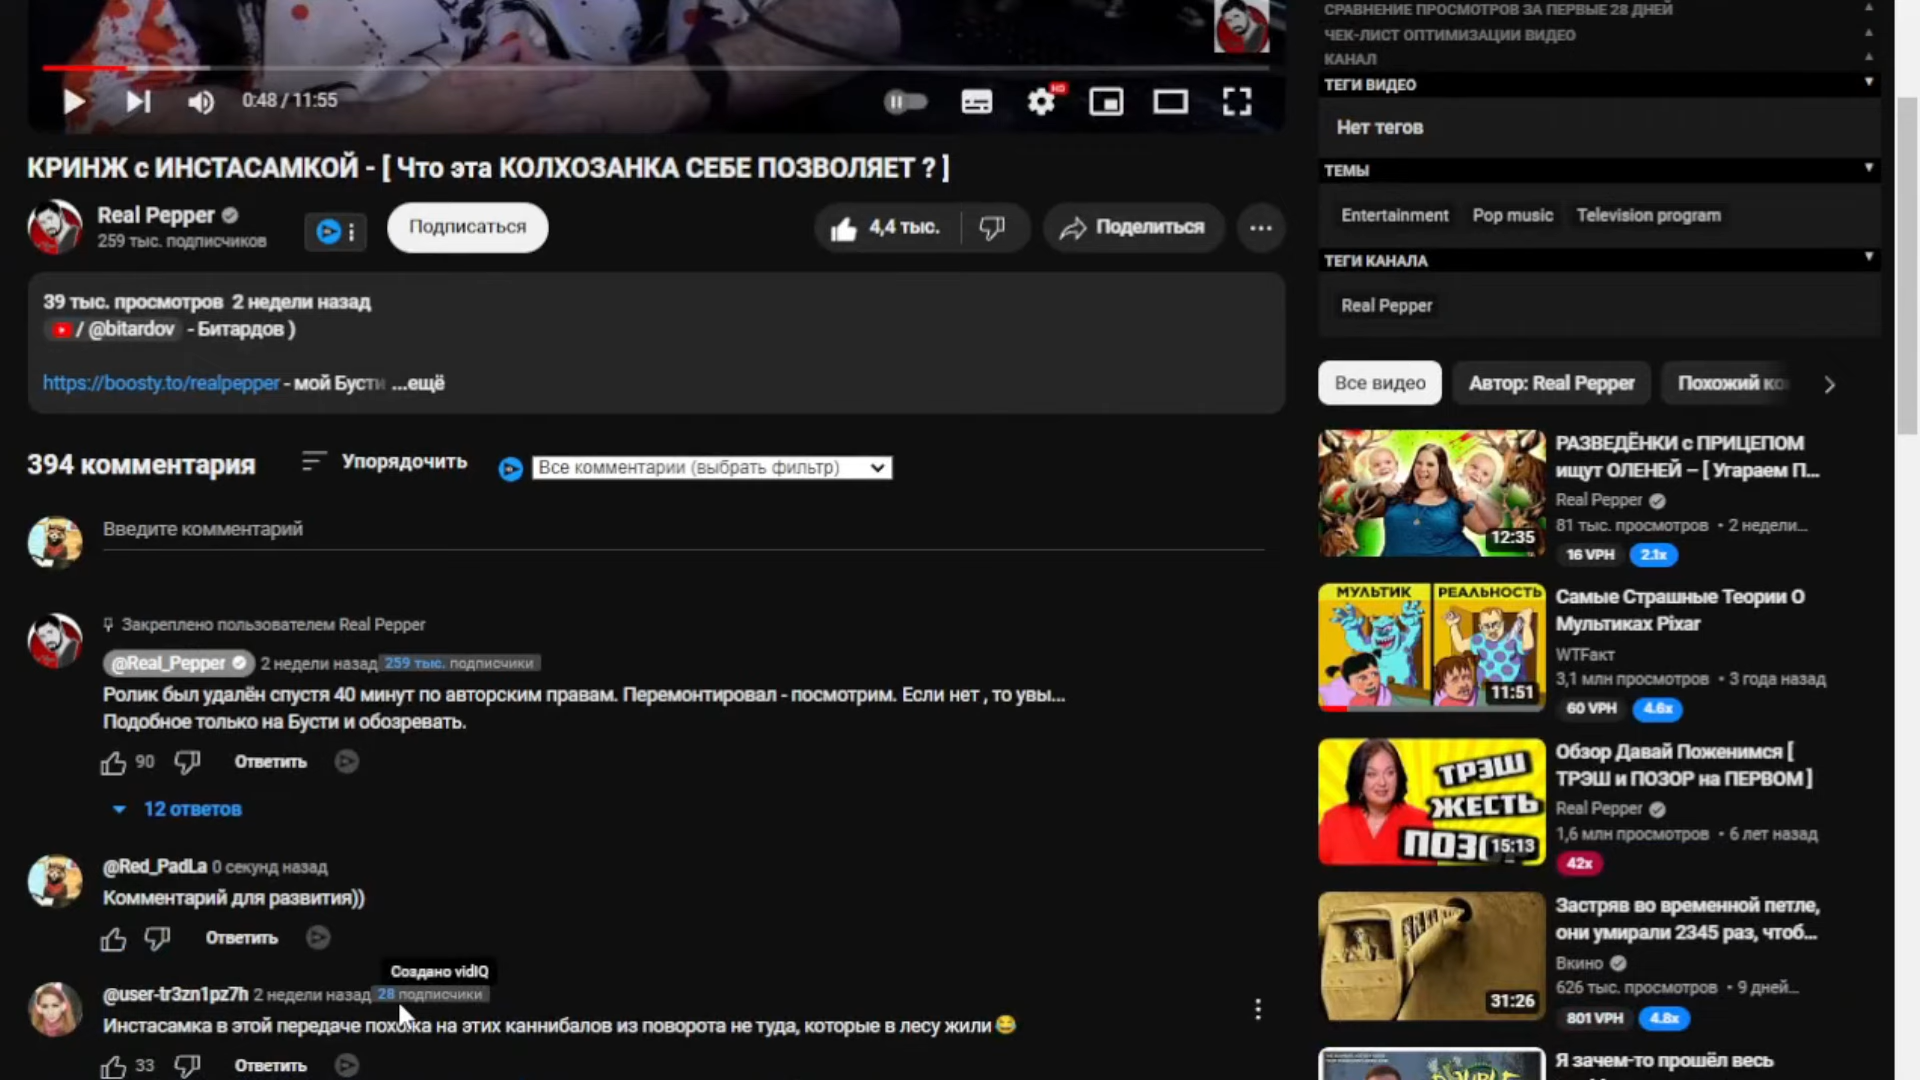 0:48 / 11:55
HD
КРИНЖ с ИНСТАСАМКОЙ - [ Что эта КОЛХОЗАНКА СЕБЕ ПОЗВОЛЯЕТ ? ]
Real Pepper
259 тыс. подписчиков
Подписаться
4,4 тыс.
Поделиться
39 тыс. просмотров 2 недели назад
/ @bitardov - Битардов )
https://boosty.to/realpepper - мой Бусти ...ещё
394 комментария
Упорядочить
Все комментарии (выбрать фильтр)
Введите комментарий
Закреплено пользователем Real Pepper
@Real_Pepper 2 недели назад 259 тыс. подписчики
Ролик был удалён спустя 40 минут по авторским правам. Перемонтировал - посмотрим. Если нет , то увы...
Подобное только на Бусти и обозревать.
90 Ответить
12 ответов
@Red_PadLa 0 секунд назад
Комментарий для развития))
Ответить
Создано vidIQ
@user-tr3zn1pz7h 2 недели назад 28 подписчики
Инстасамка в этой передаче похожа на этих каннибалов из поворота не туда, которые в лесу жили 😂
33 Ответить
СРАВНЕНИЕ ПРОСМОТРОВ ЗА ПЕРВЫЕ 28 ДНЕЙ
ЧЕК-ЛИСТ ОПТИМИЗАЦИИ ВИДЕО
КАНАЛ
ТЕГИ ВИДЕО
Нет тегов
ТЕМЫ
Entertainment Pop music Television program
ТЕГИ КАНАЛА
Real Pepper
Все видео Автор: Real Pepper Похожий
РАЗВЕДЁНКИ с ПРИЦЕПОМ
ищут ОЛЕНЕЙ – [ Угараем П...
Real Pepper
81 тыс. просмотров • 2 недели...
16 VPH 2.1x
12:35
МУЛЬТИК РЕАЛЬНОСТЬ
11:51
Самые Страшные Теории О
Мультиках Pixar
WTFакт
3,1 млн просмотров • 3 года назад
60 VPH 4.6x
ТРЭШ
ЖЕСТЬ
15:13
Обзор Давай Поженимся [
ТРЭШ и ПОЗОР на ПЕРВОМ ]
Real Pepper
1,6 млн просмотров • 6 лет назад
42x
31:26
Застряв во временной петле,
они умирали 2345 раз, чтоб...
Вкино
626 тыс. просмотров • 9 дней...
801 VPH 4.8x
Я зачем-то прошёл весь